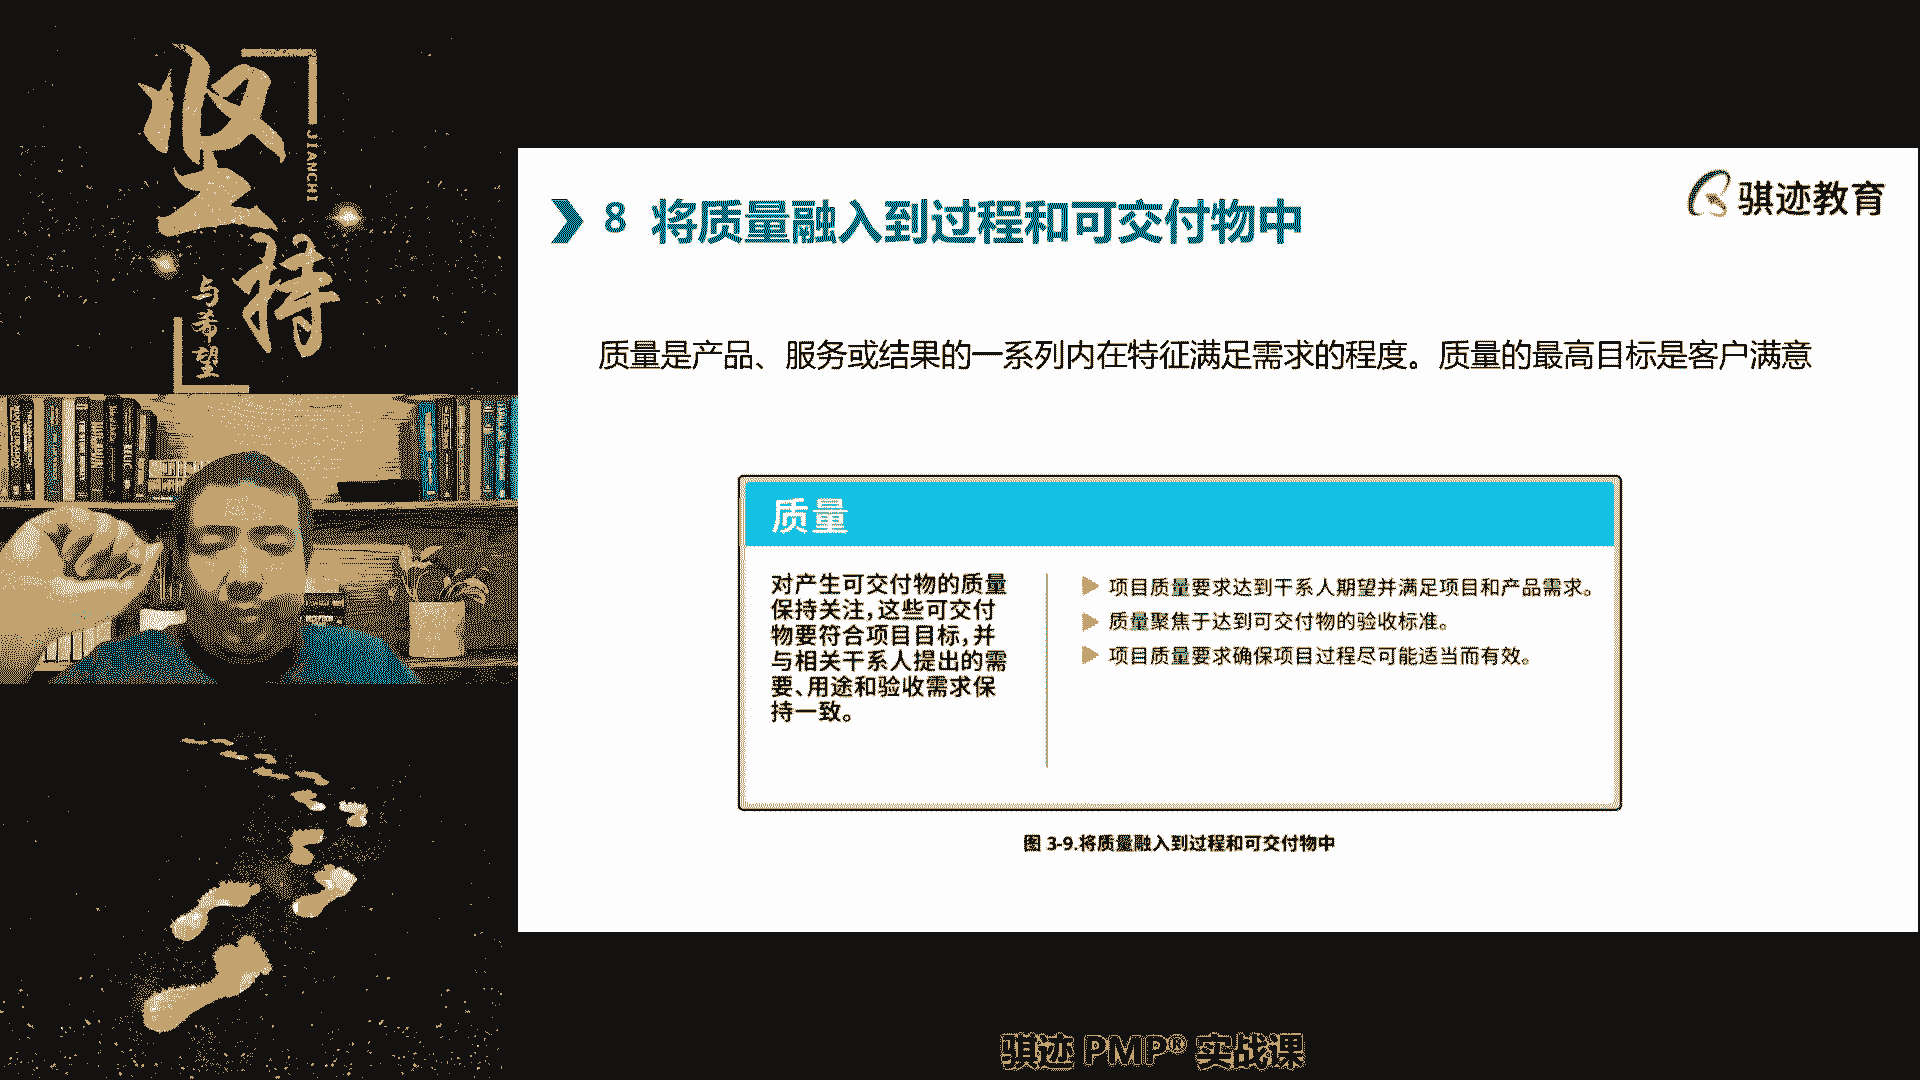 坚持
JIANCHI
与希望
8 将质量融入到过程和可交付物中
骐迹教育
质量是产品、服务或结果的一系列内在特征满足需求的程度。质量的最高目标是客户满意
质量
对产生可交付物的质量
保持关注,这些可交付
物要符合项目目标,并
与相关干系人提出的需
要、用途和验收需求保
持一致。
项目质量要求达到干系人期望并满足项目和产品需求。
质量聚焦于达到可交付物的验收标准。
项目质量要求确保项目过程尽可能适当而有效。
图 3-9.将质量融入到过程和可交付物中
骐迹 PMP® 实战课